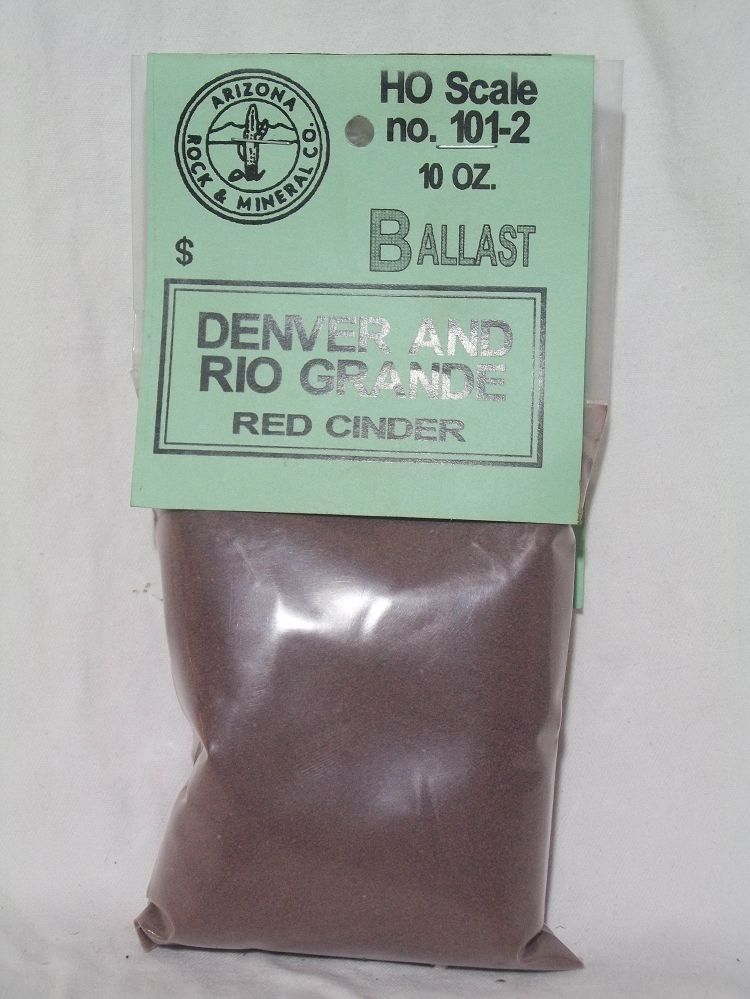 ARIZONA
ROCK & MINERAL CO.
HO Scale
no. 101-2
10 OZ.
$
BALLAST
DENVER AND
RIO GRANDE
RED CINDER